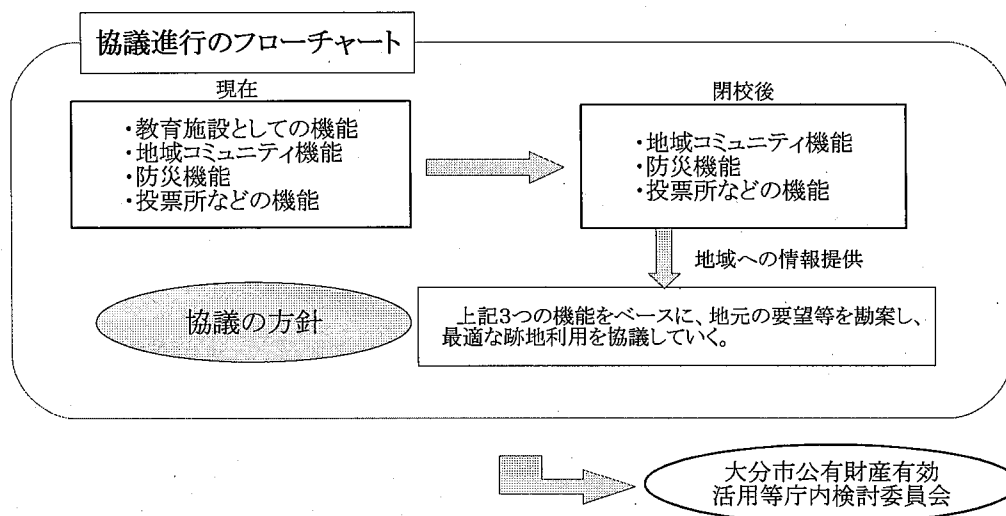 協議進行のフローチャート
現在
・教育施設としての機能
・地域コミュニティ機能
・防災機能
・投票所などの機能
閉校後
・地域コミュニティ機能
・防災機能
・投票所などの機能
地域への情報提供
協議の方針
上記3つの機能をベースに、地元の要望等を勘案し、
最適な跡地利用を協議していく。
大分市公有財産有効
活用等庁内検討委員会